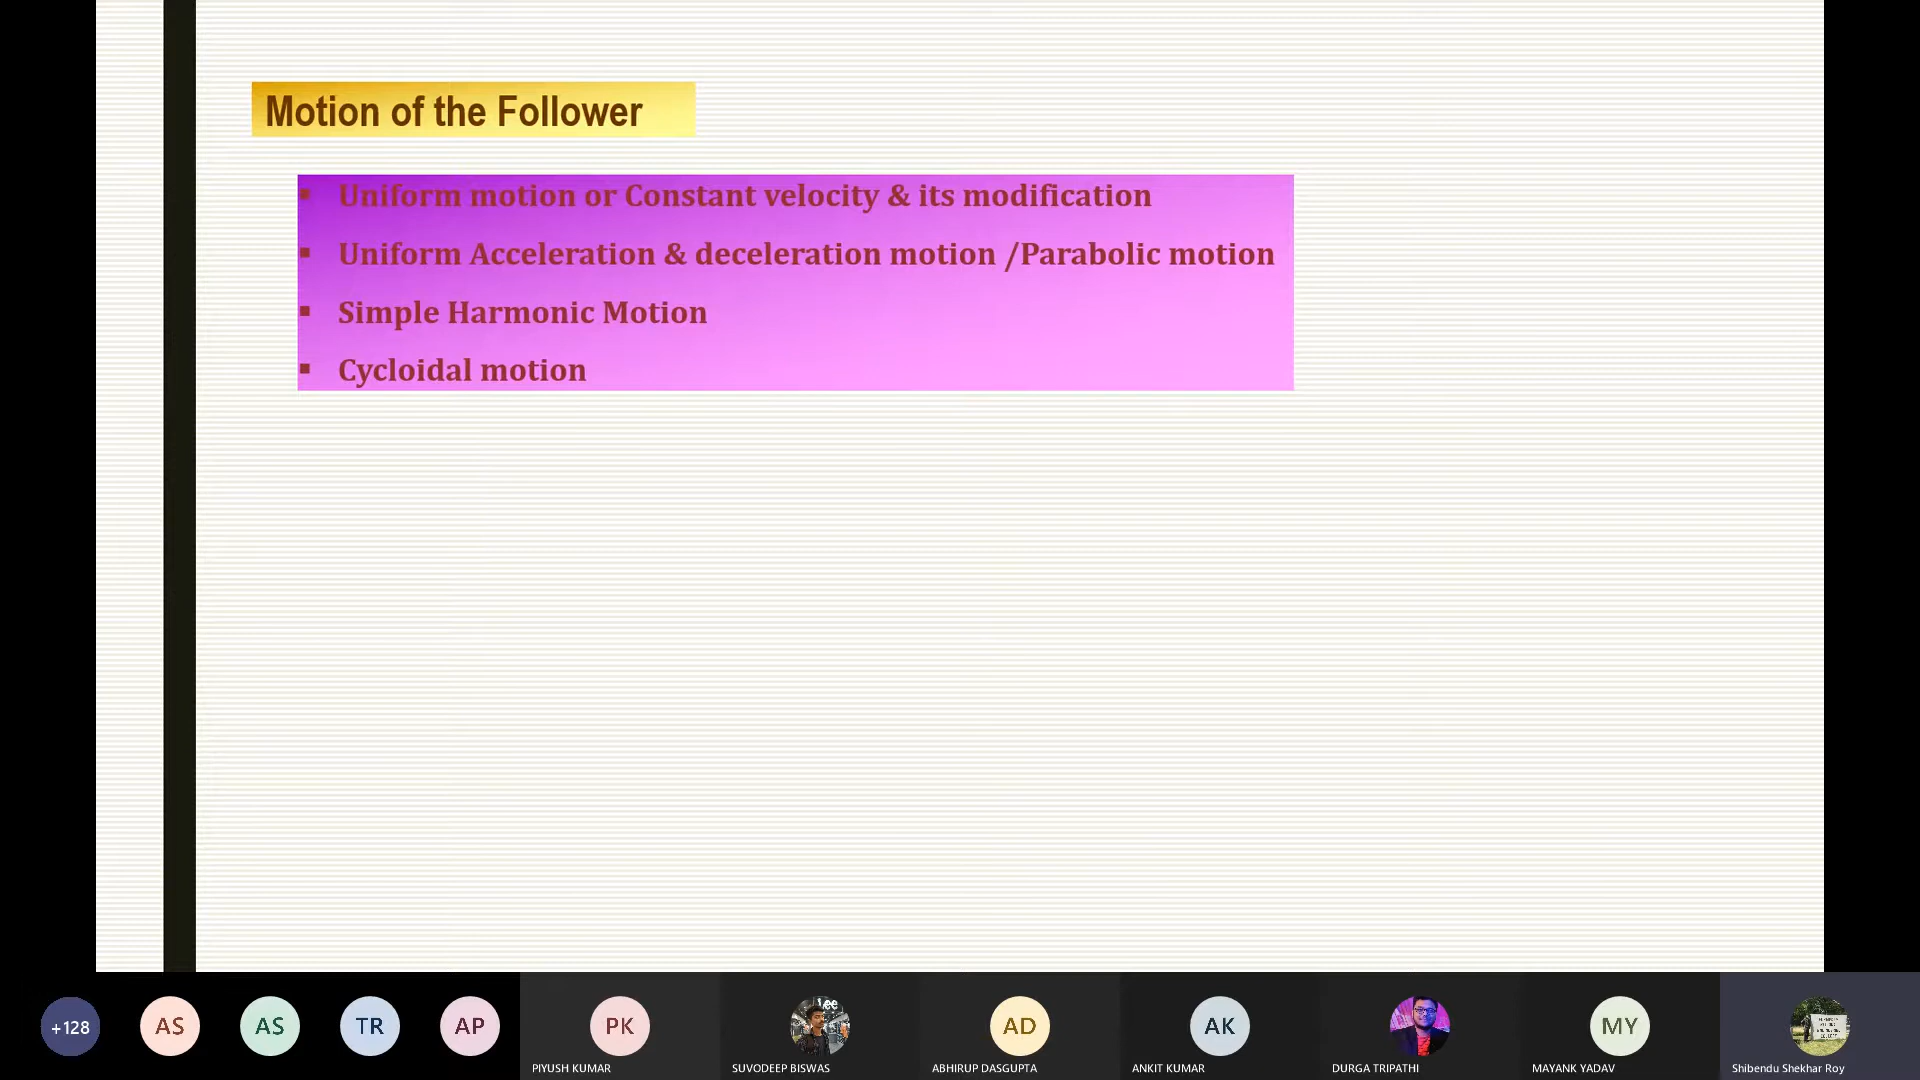 Motion of the Follower
▪ Uniform motion or Constant velocity & its modification
▪ Uniform Acceleration & deceleration motion /Parabolic motion
▪ Simple Harmonic Motion
▪ Cycloidal motion
+128
AS
AS
TR
AP
PK
AD
AK
MY
PIYUSH KUMAR
SUVODEEP BISWAS
ABHIRUP DASGUPTA
ANKIT KUMAR
DURGA TRIPATHI
MAYANK YADAV
Shibendu Shekhar Roy